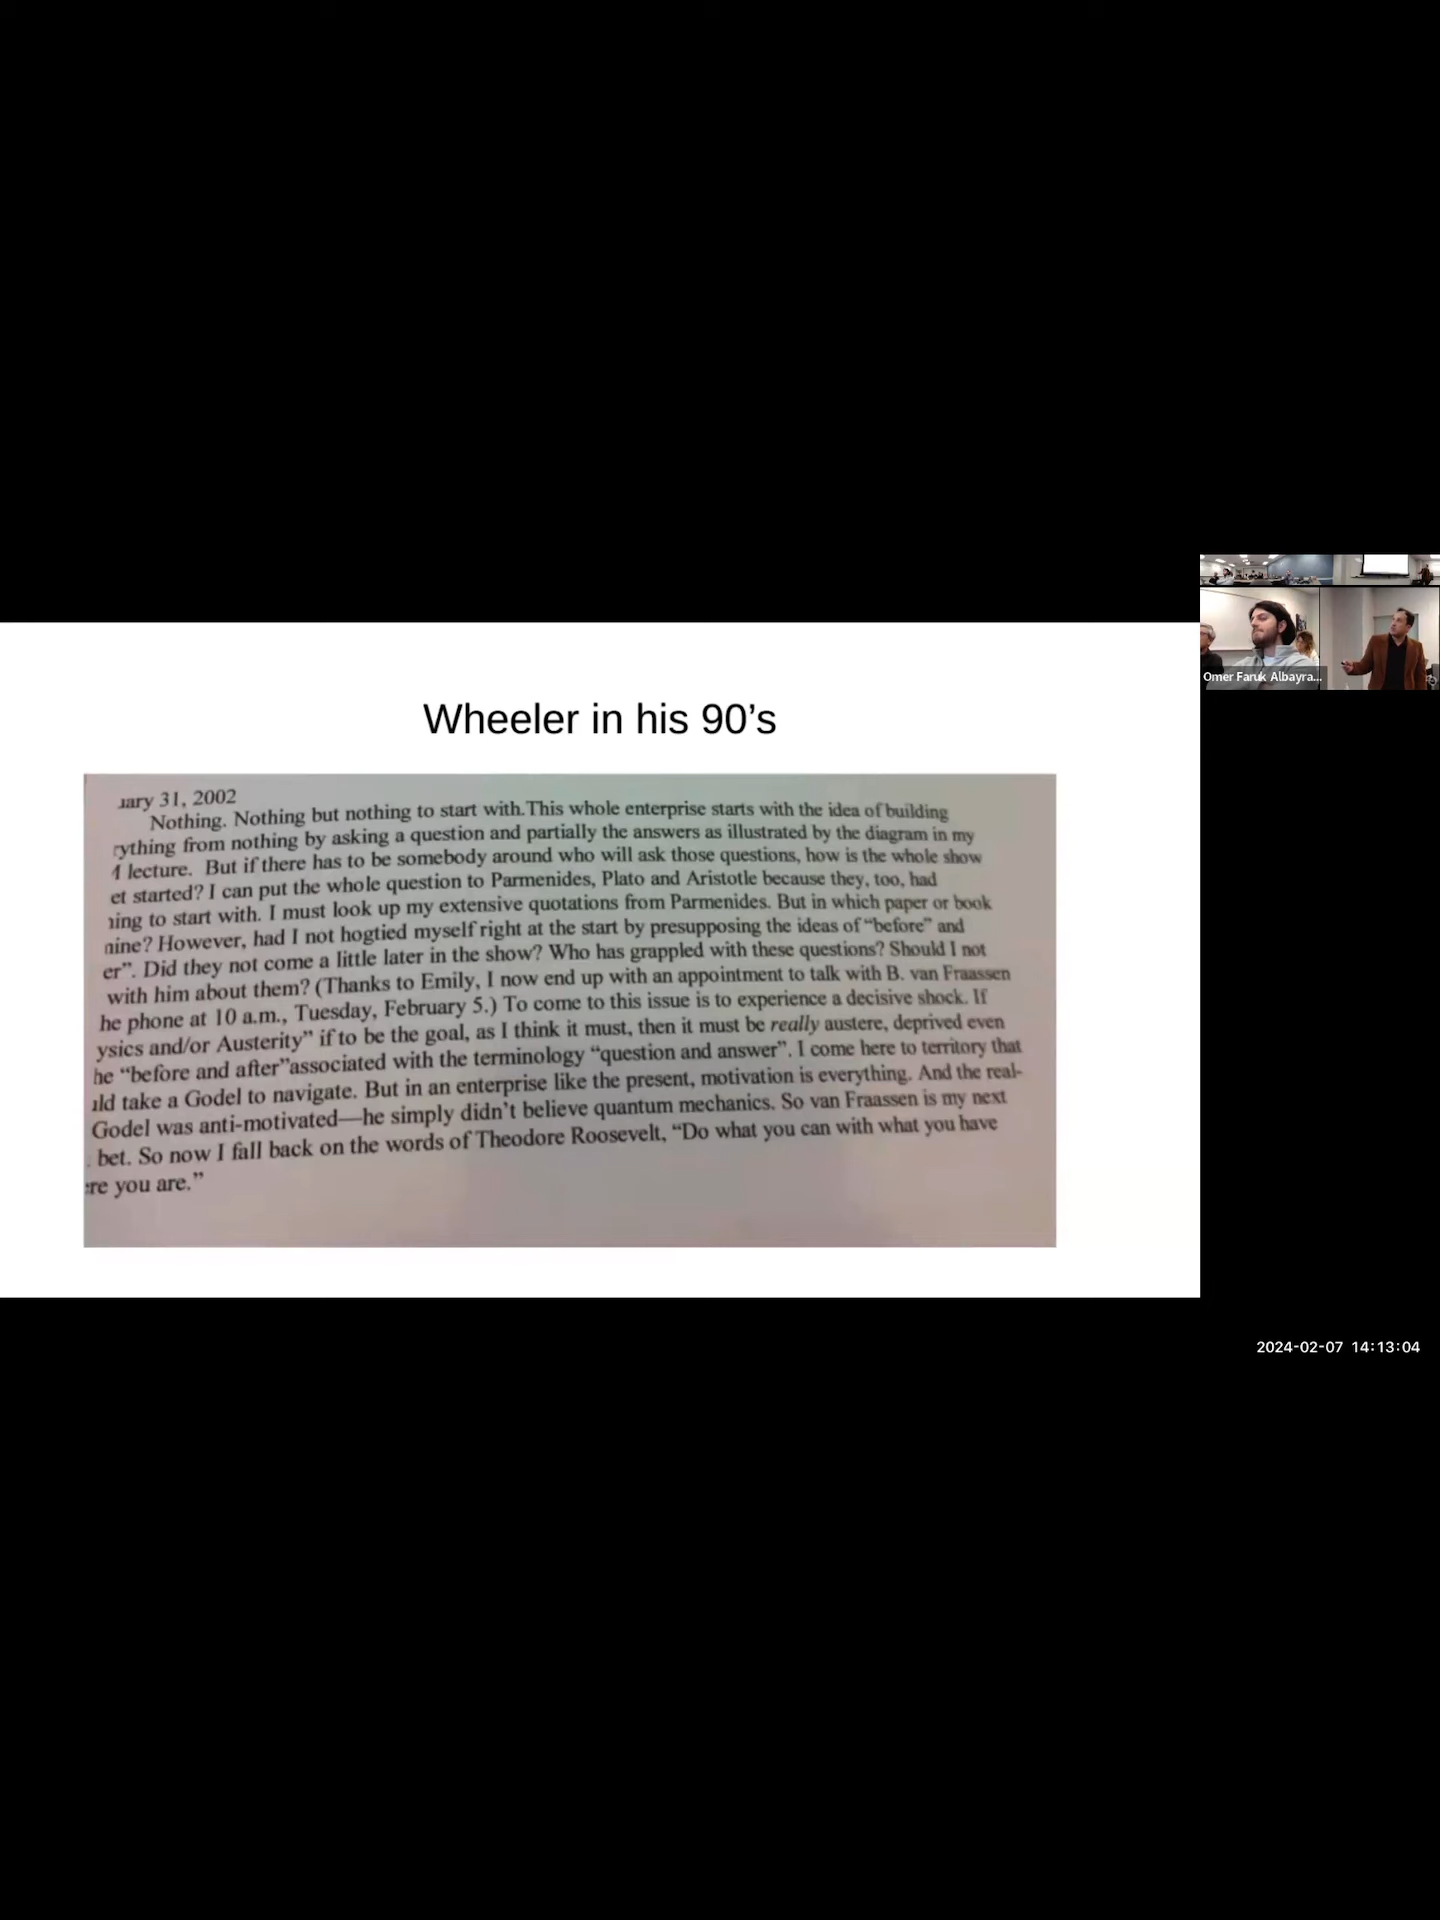 Omer Faruk Albayra...
Wheeler in his 90’s
uary 31, 2002
Nothing. Nothing but nothing to start with.This whole enterprise starts with the idea of building
rything from nothing by asking a question and partially the answers as illustrated by the diagram in my
lecture. But if there has to be somebody around who will ask those questions, how is the whole show
et started? I can put the whole question to Parmenides, Plato and Aristotle because they, too, had
ning to start with. I must look up my extensive quotations from Parmenides. But in which paper or book
nine? However, had I not hogtied myself right at the start by presupposing the ideas of “before” and
er”. Did they not come a little later in the show? Who has grappled with these questions? Should I not
with him about them? (Thanks to Emily, I now end up with an appointment to talk with B. van Fraassen
he phone at 10 a.m., Tuesday, February 5.) To come to this issue is to experience a decisive shock. If
ysics and/or Austerity” if to be the goal, as I think it must, then it must be really austere, deprived even
he “before and after”associated with the terminology “question and answer”. I come here to territory that
uld take a Godel to navigate. But in an enterprise like the present, motivation is everything. And the real-
Godel was anti-motivated—he simply didn’t believe quantum mechanics. So van Fraassen is my next
bet. So now I fall back on the words of Theodore Roosevelt, “Do what you can with what you have
ere you are.”
2024-02-07 14:13:04